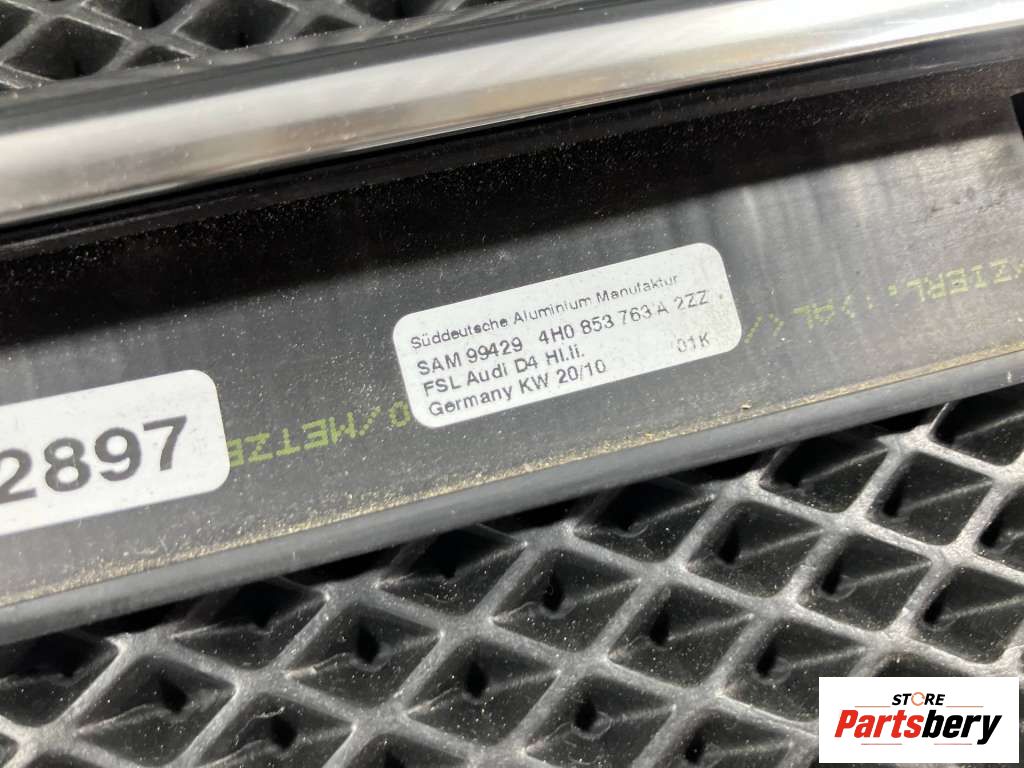 Süddeutsche Aluminium Manufaktur
SAM 99429 4H0 853 763 A 2ZZ
FSL Audi D4 HI.li. 01K
Germany KW 20/10
2897
STORE
Partsbery